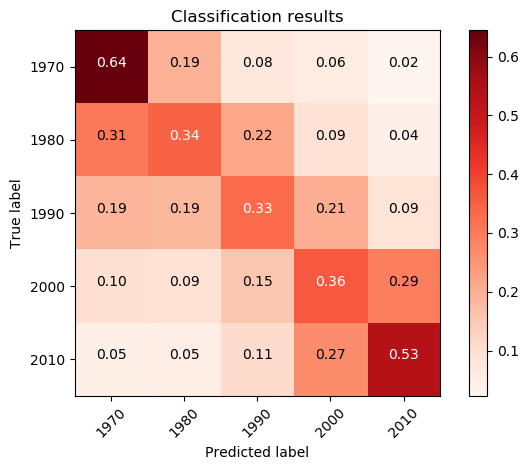 Classification results
True label
1970 0.64 0.19 0.08 0.06 0.02
1980 0.31 0.34 0.22 0.09 0.04
1990 0.19 0.19 0.33 0.21 0.09
2000 0.10 0.09 0.15 0.36 0.29
2010 0.05 0.05 0.11 0.27 0.53
1970 1980 1990 2000 2010
Predicted label
0.6
0.5
0.4
0.3
0.2
0.1